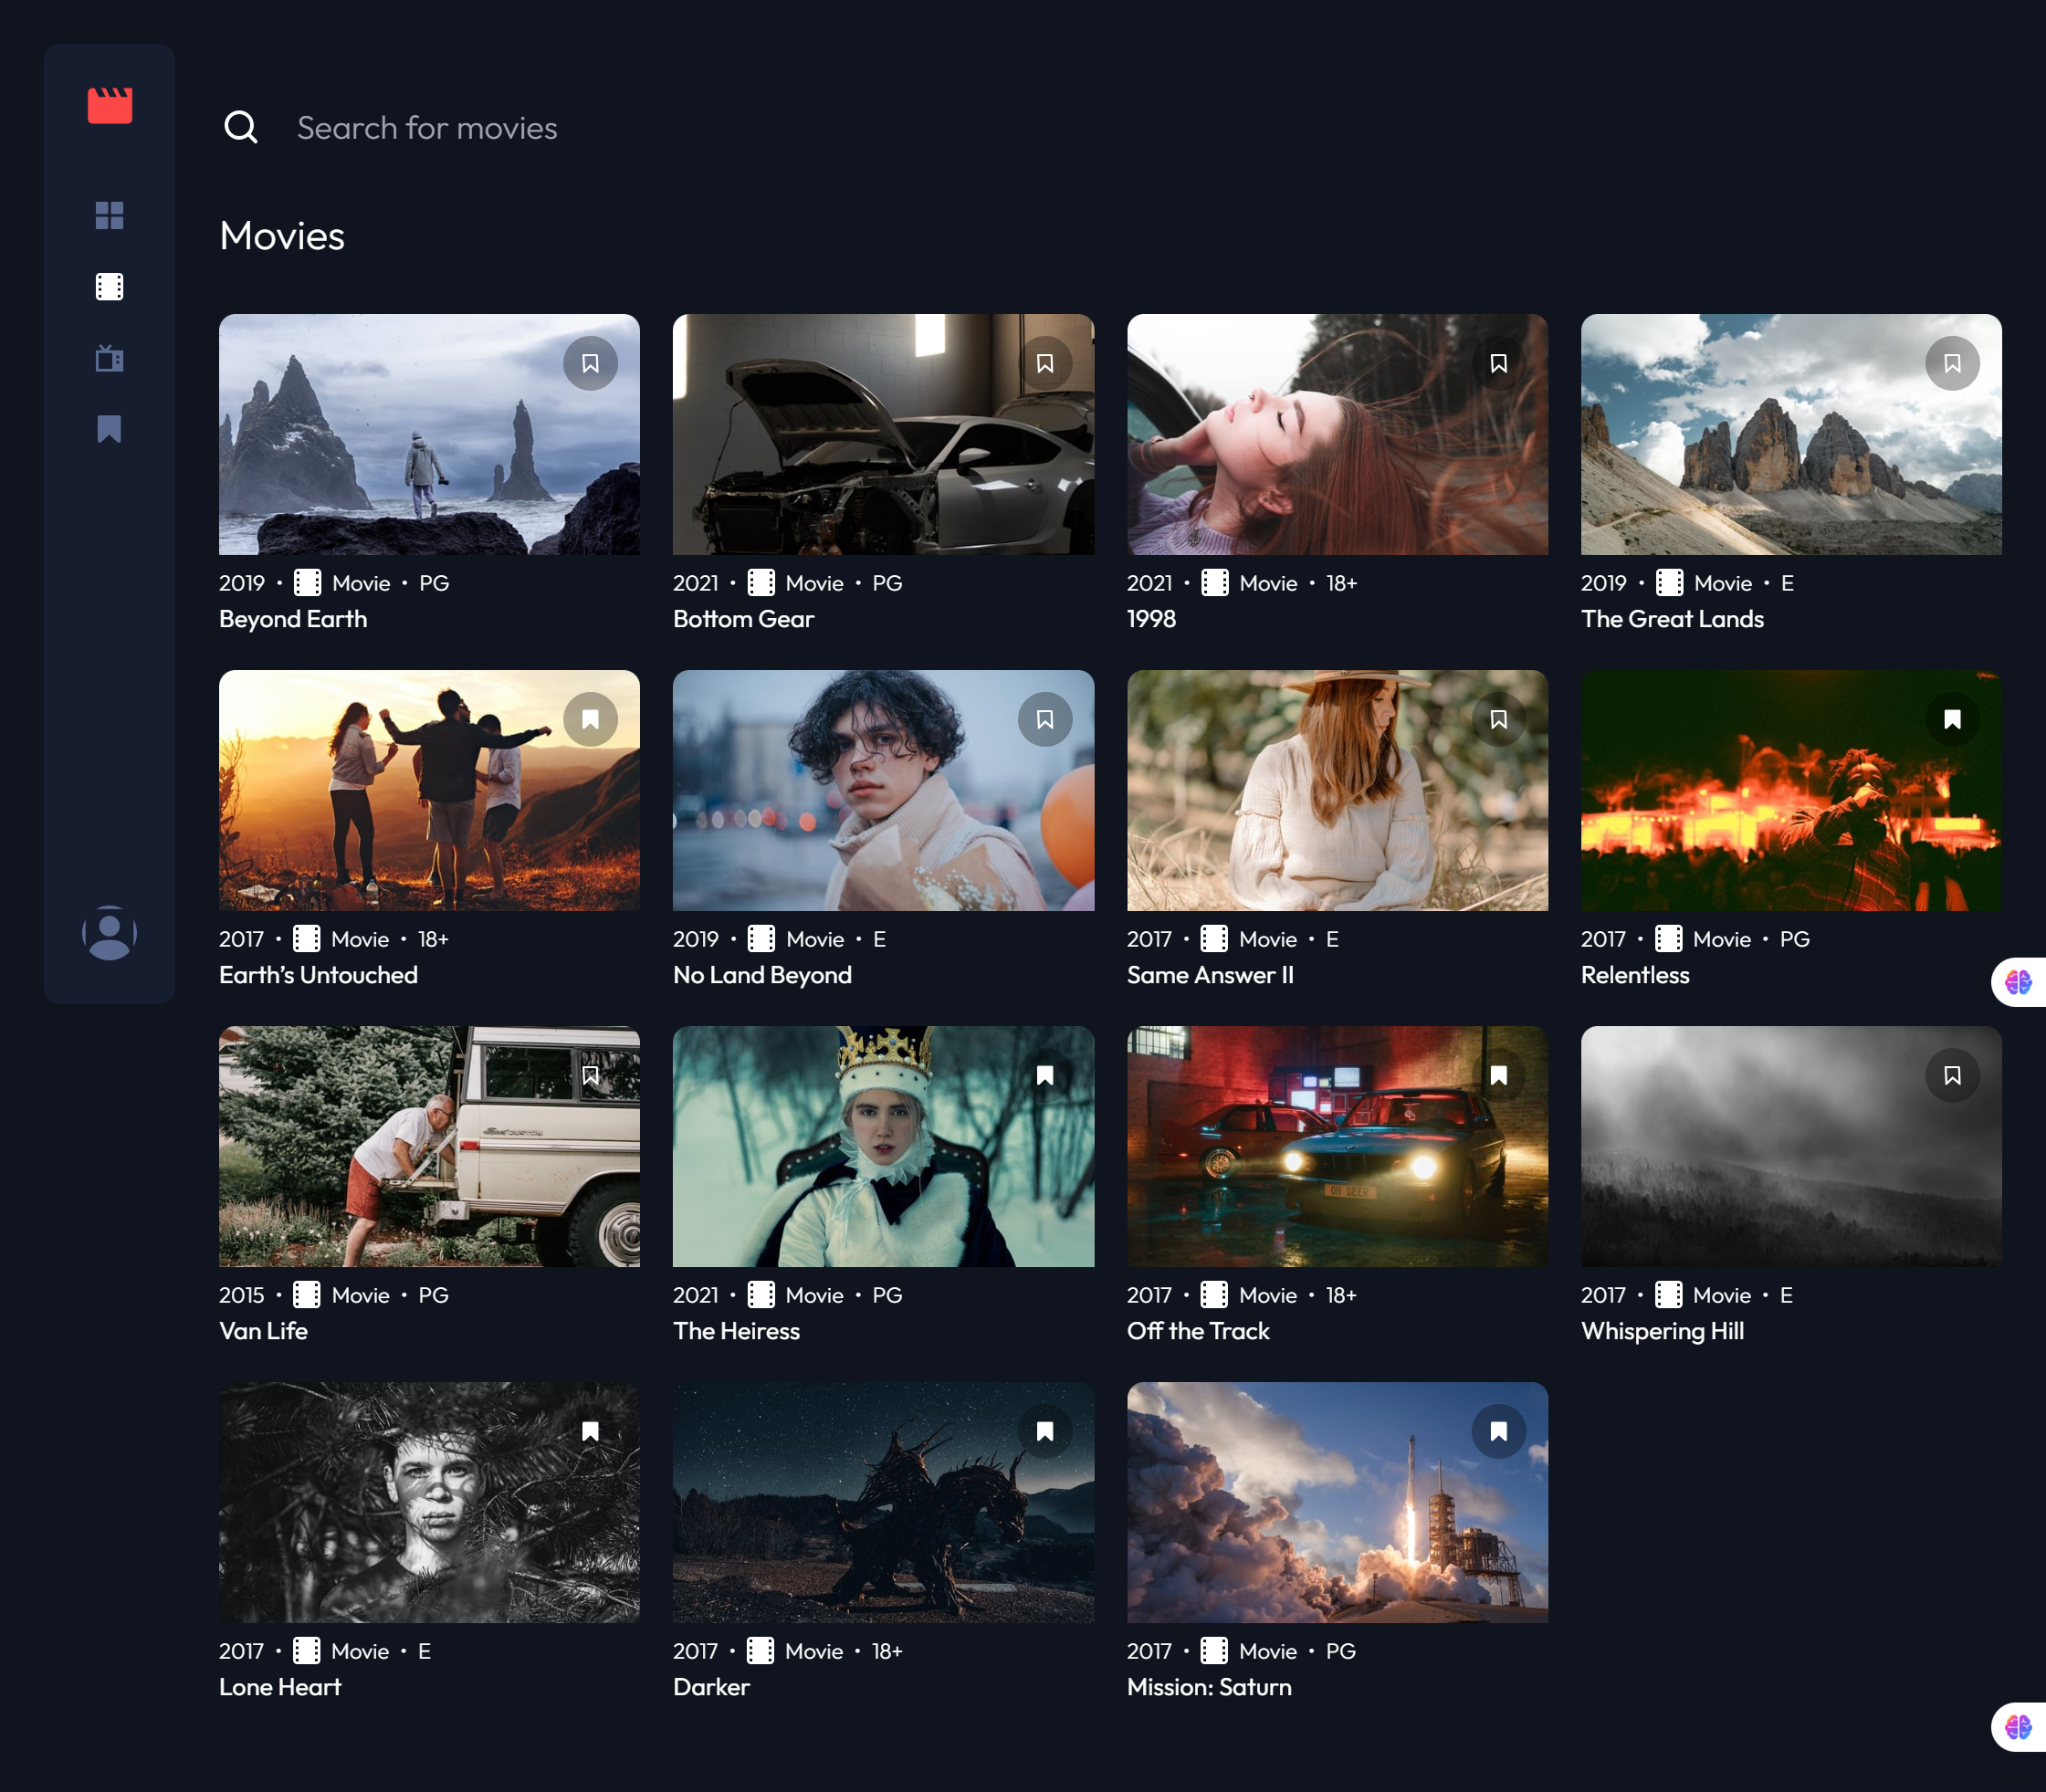 Search for movies
Movies
2019 • Movie • PG
Beyond Earth
2021 • Movie • PG
Bottom Gear
2021 • Movie • 18+
1998
2019 • Movie • E
The Great Lands
2017 • Movie • 18+
Earth’s Untouched
2019 • Movie • E
No Land Beyond
2017 • Movie • E
Same Answer II
2017 • Movie • PG
Relentless
2015 • Movie • PG
Van Life
2021 • Movie • PG
The Heiress
OH DEER
2017 • Movie • 18+
Off the Track
2017 • Movie • E
Whispering Hill
2017 • Movie • E
Lone Heart
2017 • Movie • 18+
Darker
2017 • Movie • PG
Mission: Saturn